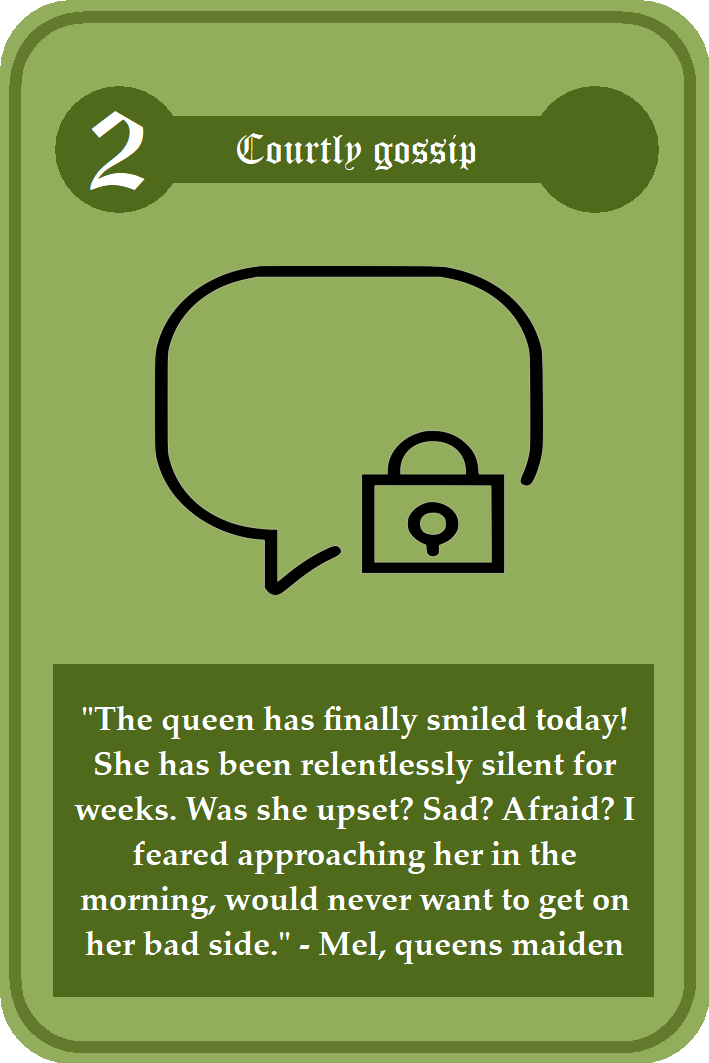 2
Courtly gossip
"The queen has finally smiled today!
She has been relentlessly silent for
weeks. Was she upset? Sad? Afraid? I
feared approaching her in the
morning, would never want to get on
her bad side." - Mel, queens maiden